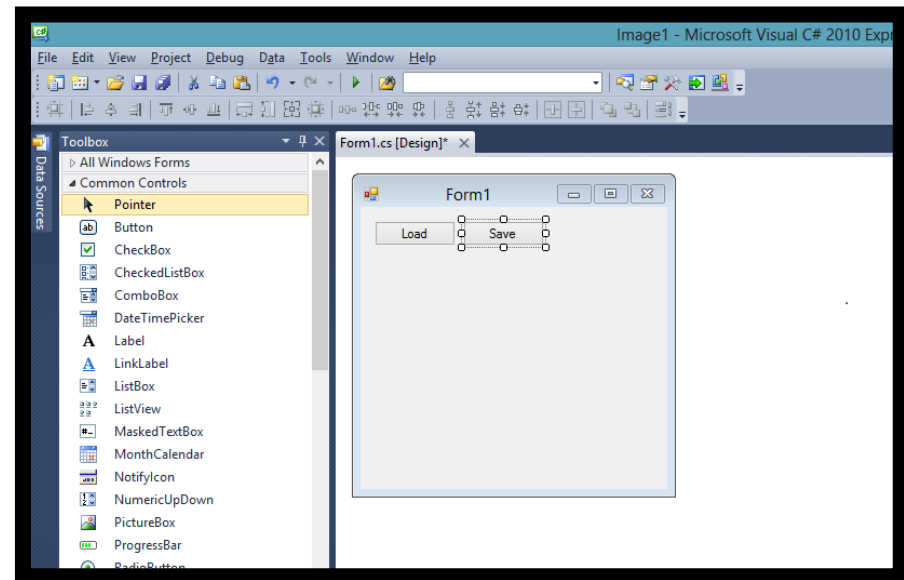 Image1 - Microsoft Visual C# 2010 Expr
File Edit View Project Debug Data Tools Window Help
Data Sources
Toolbox
All Windows Forms
Common Controls
Pointer
Button
CheckBox
CheckedListBox
ComboBox
DateTimePicker
Label
LinkLabel
ListBox
ListView
MaskedTextBox
MonthCalendar
NotifyIcon
NumericUpDown
PictureBox
ProgressBar
RadioButton
Form1.cs [Design]*
Form1
Load Save